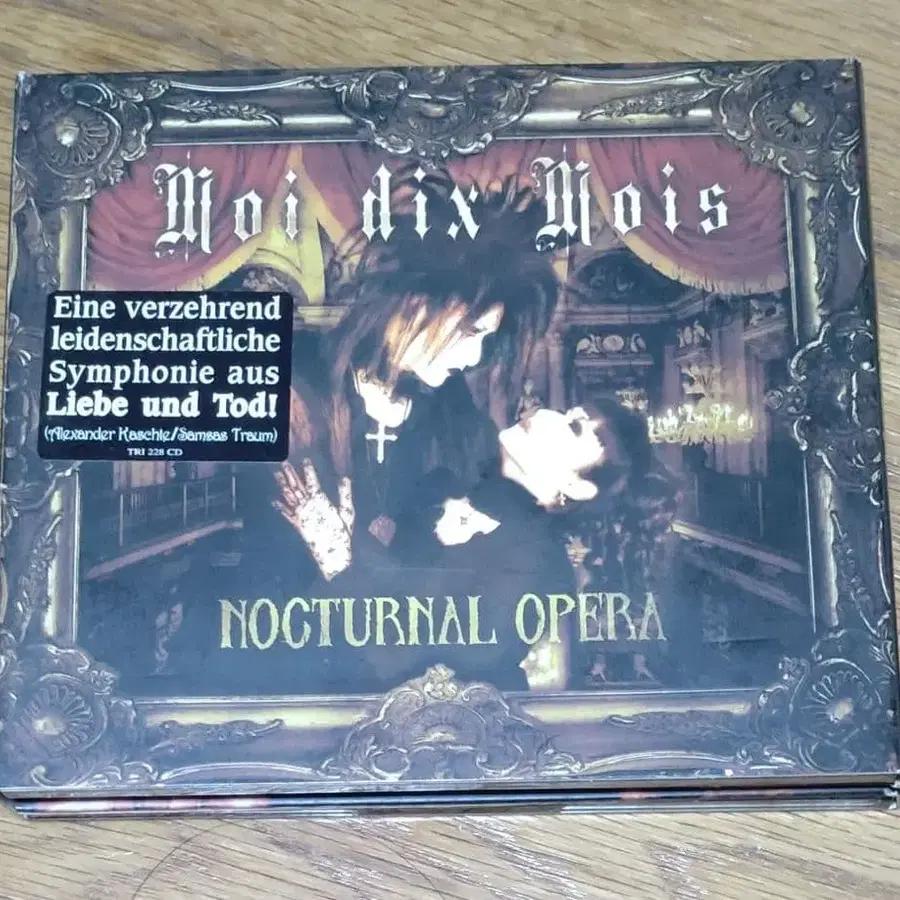 Moi dix Mois
Eine verzehrend
leidenschaftliche
Symphonie aus
Liebe und Tod!
(Alexander Kaschte/Samsas Traum)
TRI 228 CD
NOCTURNAL OPERA